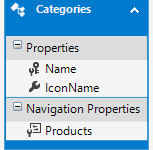 Categories
Properties
Name
IconName
Navigation Properties
Products